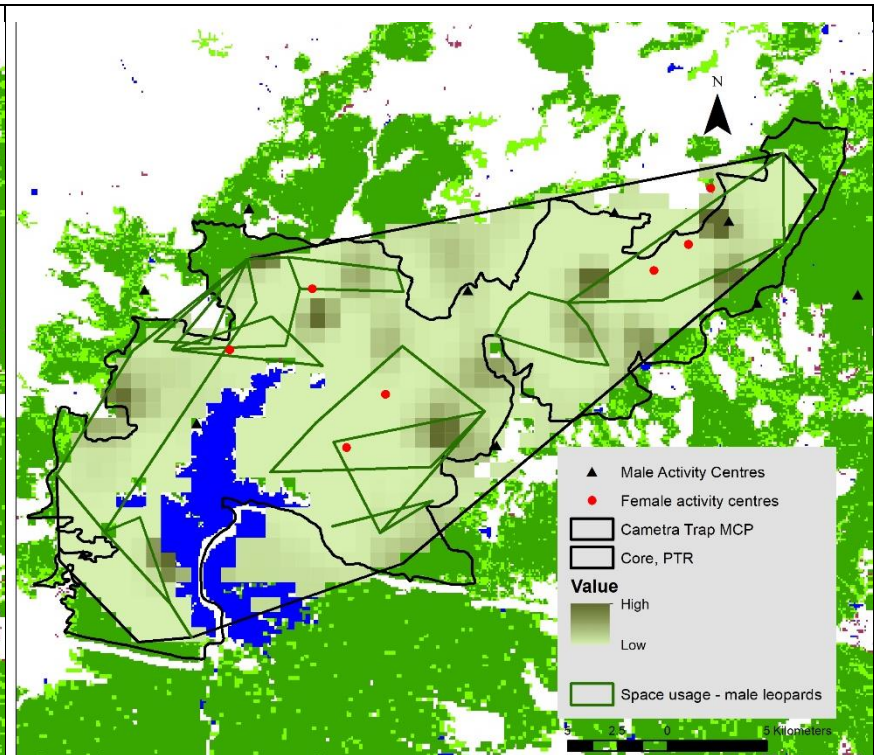 N
Male Activity Centres
Female activity centres
Cametra Trap MCP
Core, PTR
Value
High
Low
Space usage - male leopards
5 2.5 0 5 Kilometers